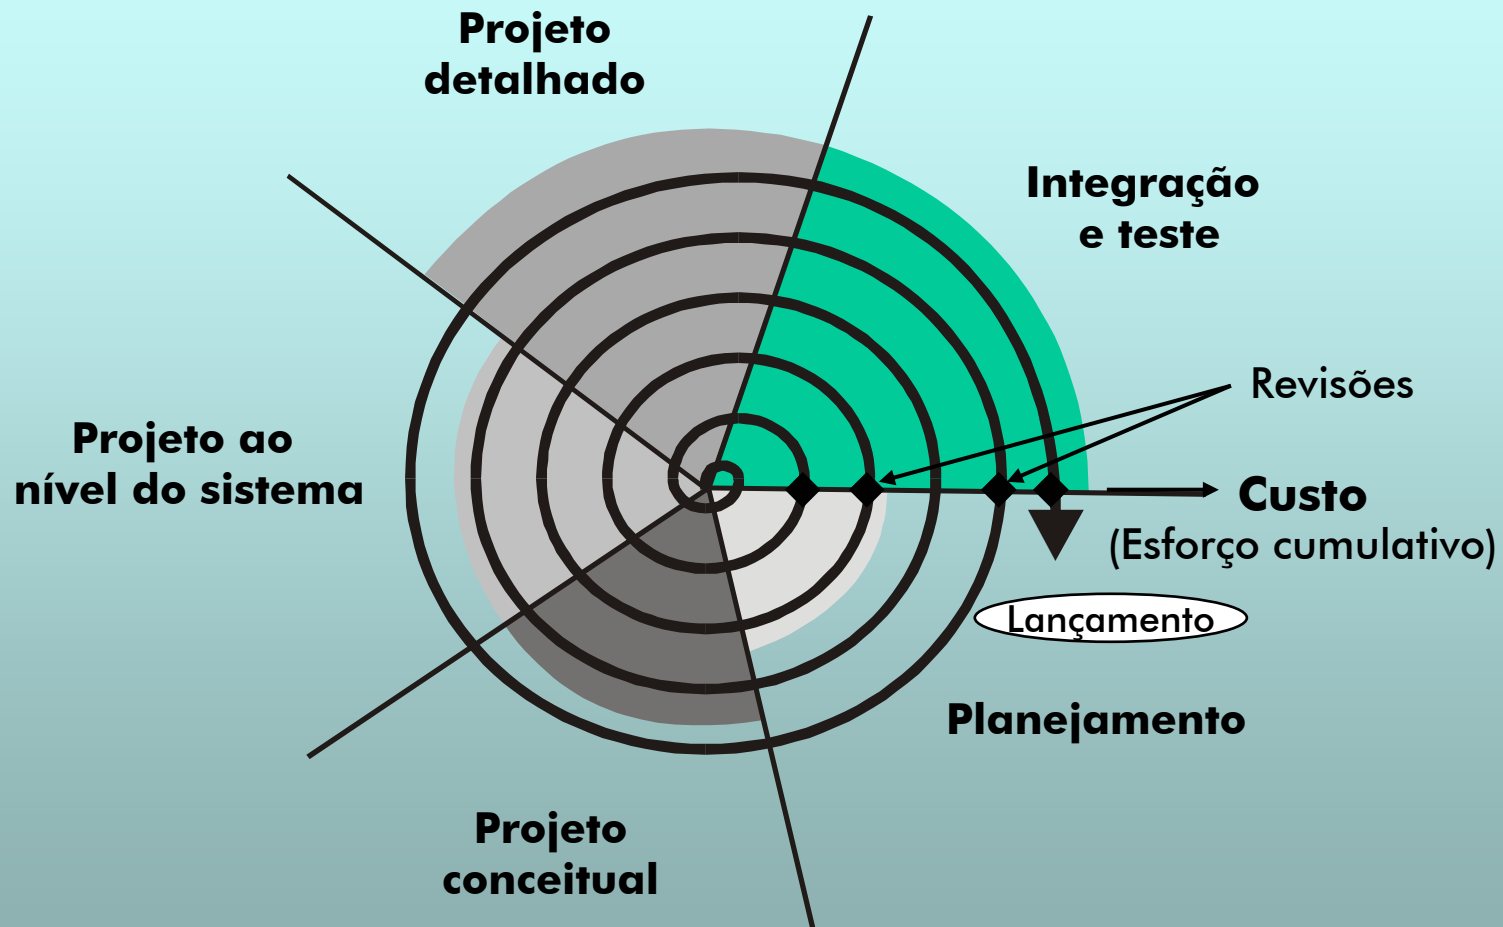 Projeto
detalhado
Integração
e teste
Revisões
Projeto ao
nível do sistema
Custo
(Esforço cumulativo)
Lançamento
Planejamento
Projeto
conceitual